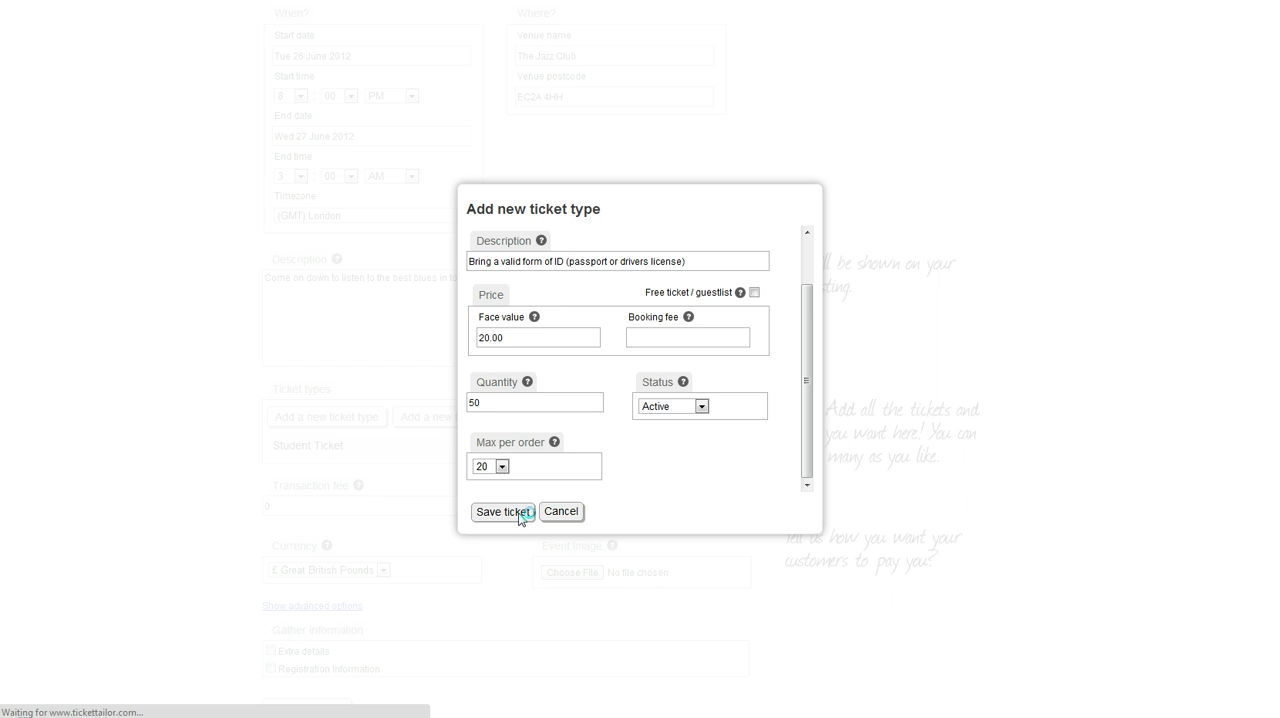 When?
Where?
Start date
Venue name
Tue 26 June 2012
The Jazz Club
Start time
Venue postcode
8 00 PM
EC2A 4HH
End date
Wed 27 June 2012
End time
3 00 AM
Timezone
(GMT) London
Add new ticket type
Description ?
Bring a valid form of ID (passport or drivers license)
Price
Free ticket / guestlist ?
Face value ?
Booking fee ?
20.00
Quantity ?
Status ?
50
Active
Max per order ?
20
Save ticket
Cancel
Description ?
Come on down to listen to the best blues in
be shown on your
Ticket types
Add a new ticket type
Add a new
Student Ticket
Add all the tickets and
you want here! You can
many as you like.
Transaction fee
0
Currency ?
Event Image ?
£ Great British Pounds
Choose File No file chosen
Tell us how you want your
customers to pay you?
Show advanced options
Gather Information
Extra details
Registration Information
Waiting for www.tickettailor.com...